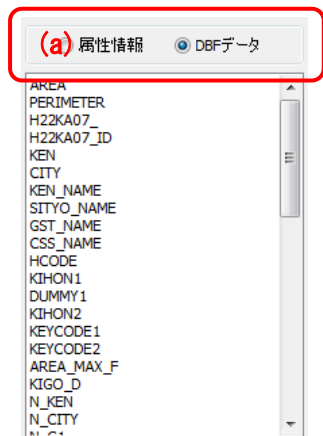 (a) 属性情報 DBFデータ
AREA
PERIMETER
H22KA07_
H22KA07_ID
KEN
CITY
KEN_NAME
SITYO_NAME
GST_NAME
CSS_NAME
HCODE
KIHON1
DUMMY1
KIHON2
KEYCODE1
KEYCODE2
AREA_MAX_F
KIGO_D
N_KEN
N_CITY